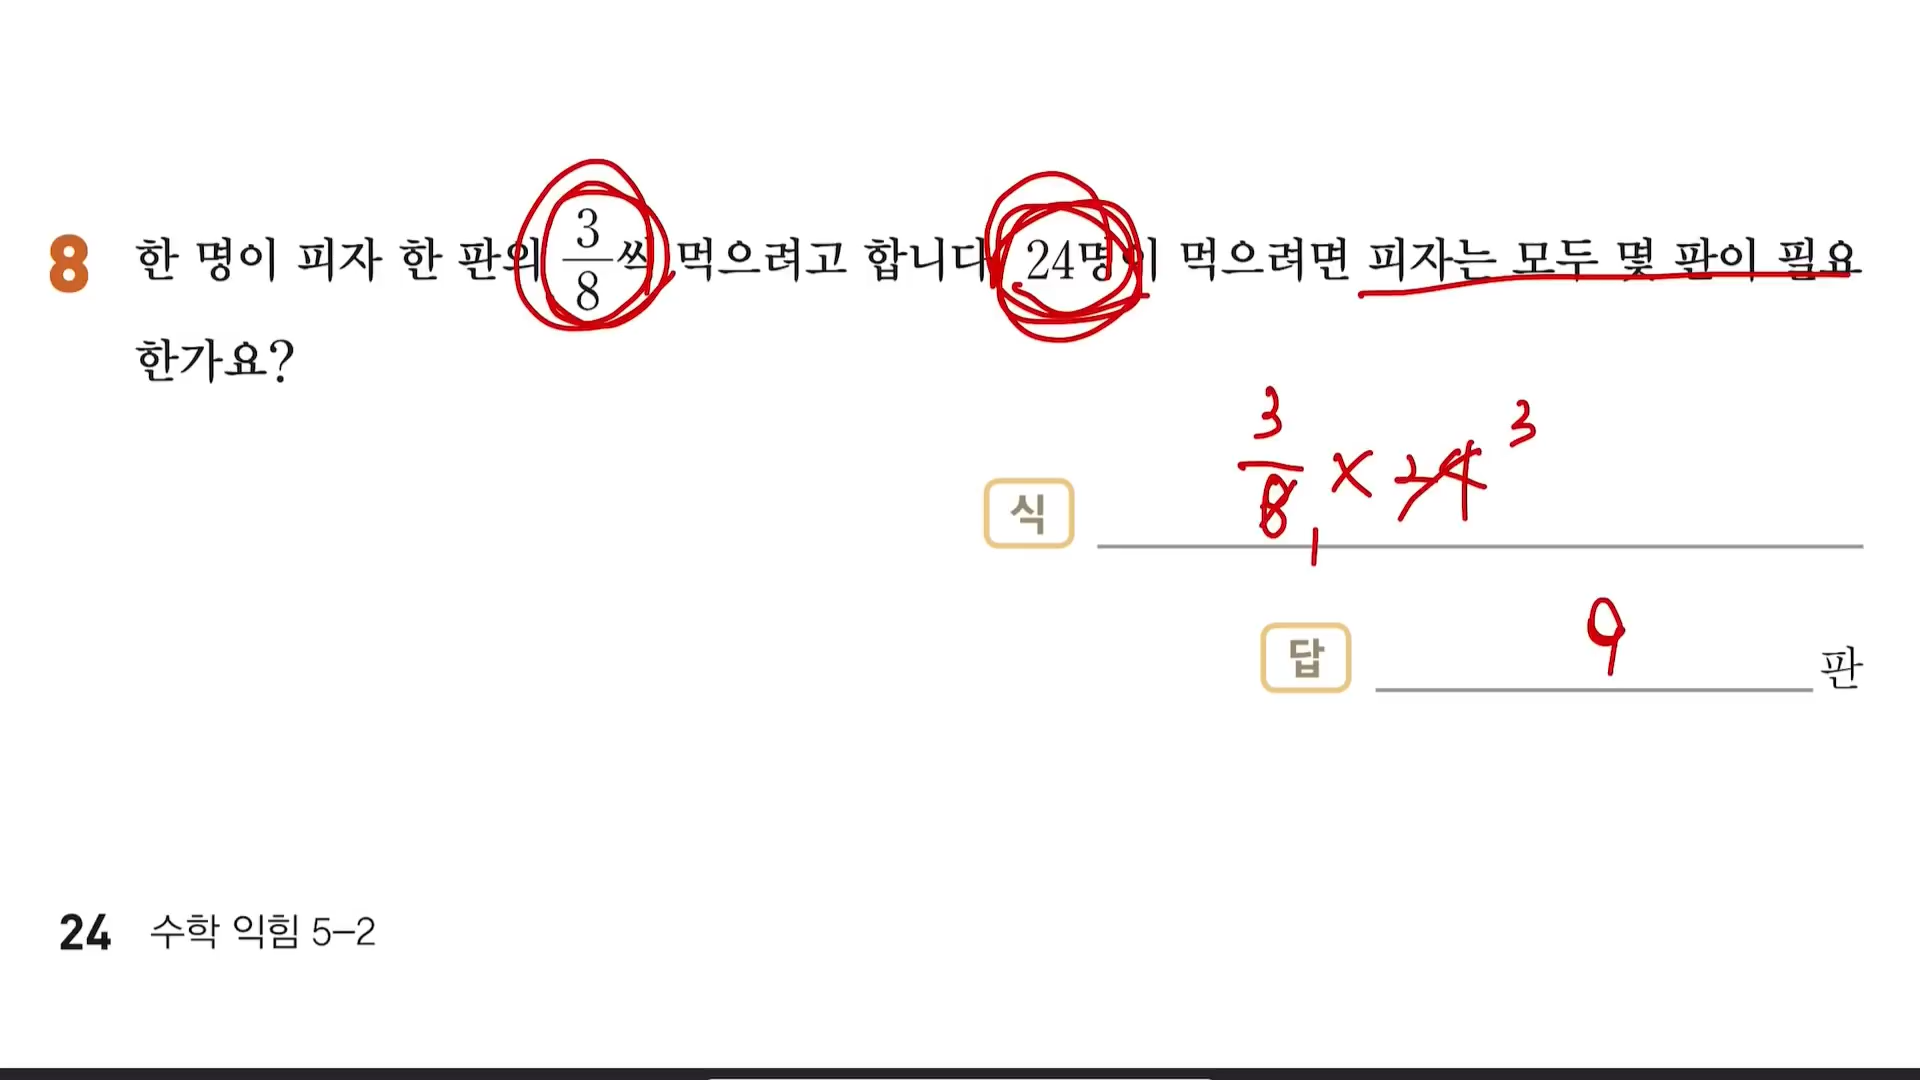 8 한 명이 피자 한 판의 3/8씩 먹으려고 합니다. 24명이 먹으려면 피자는 모두 몇 판이 필요
한가요?
식 3/8 × 24 3
1
답 9 판
24 수학 익힘 5-2